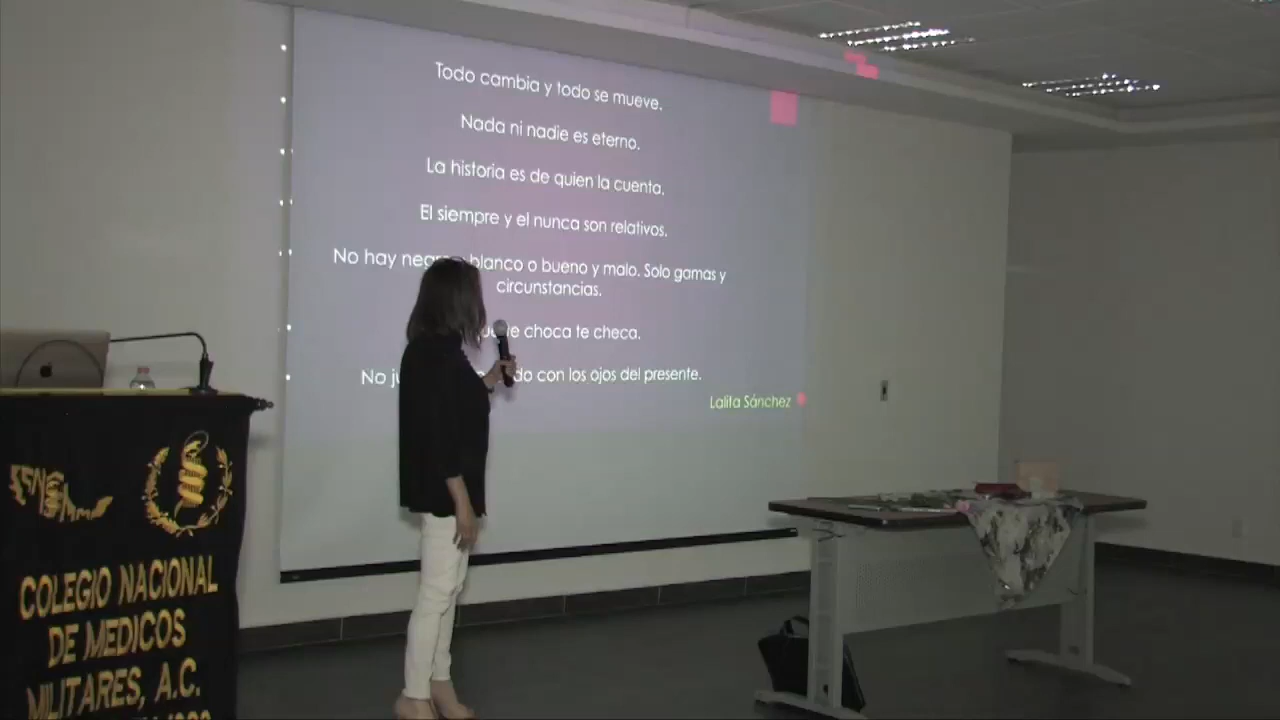 Todo cambia y todo se mueve.
Nada ni nadie es eterno.
La historia es de quien la cuenta.
El siempre y el nunca son relativos.
No hay blanco o bueno y malo. Solo gamas y
circunstancias.
choca te checa.
No con los ojos del presente.
Lalita Sánchez
COLEGIO NACIONAL
DE MEDICOS
MILITARES, A.C.